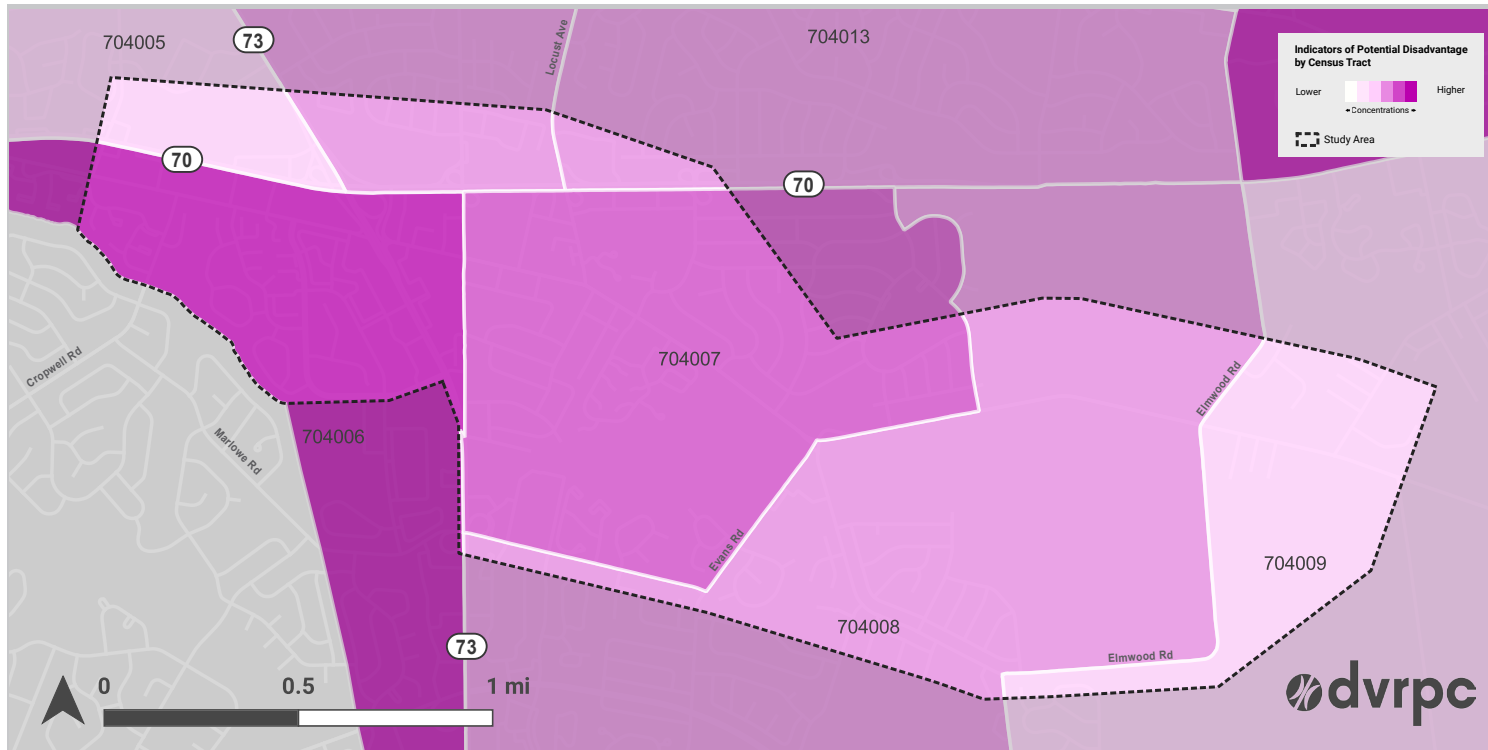 704005
73
Locust Ave
704013
Indicators of Potential Disadvantage
by Census Tract
Lower
Higher
Concentrations
Study Area
70
70
704007
Cropwell Rd
Elmwood Rd
704006
Marlowe Rd
Evans Rd
704009
704008
73
Elmwood Rd
0 0.5 1 mi
dvrpc